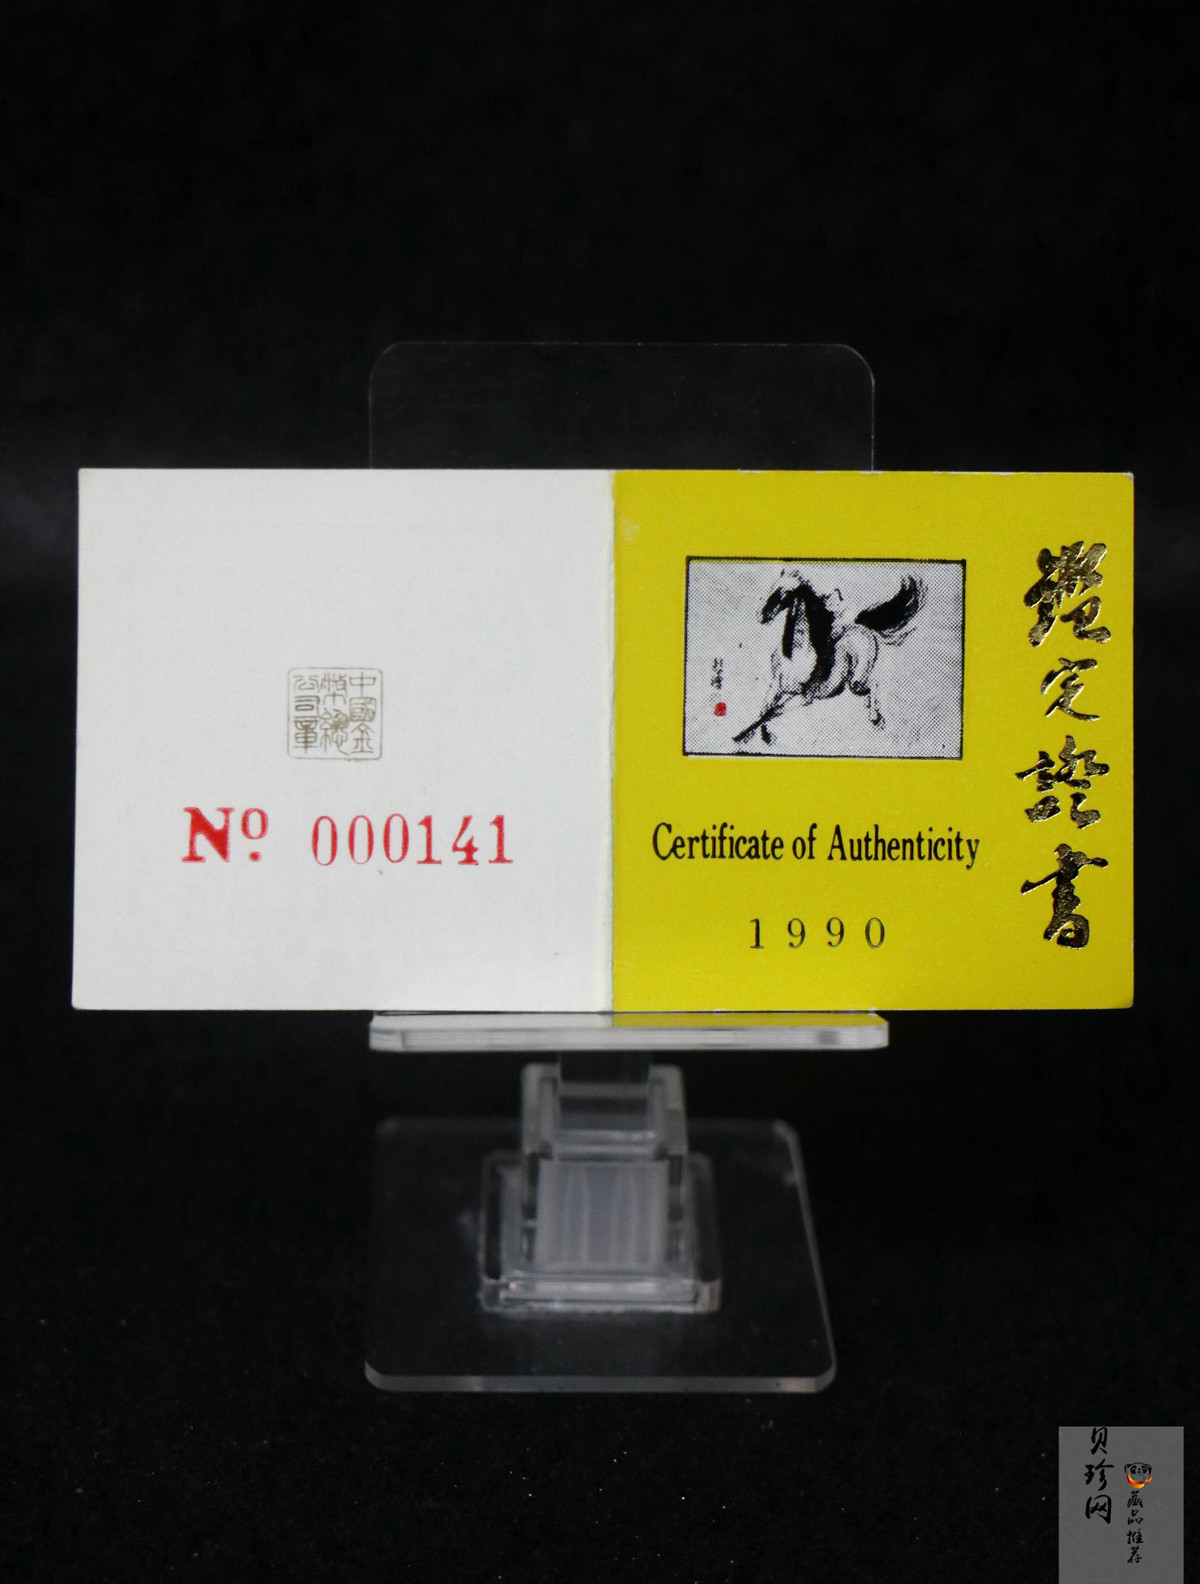 中國金
幣總
公司章
No. 000141
鑑定證書
Certificate of Authenticity
1990
贝珍网
藏品推荐